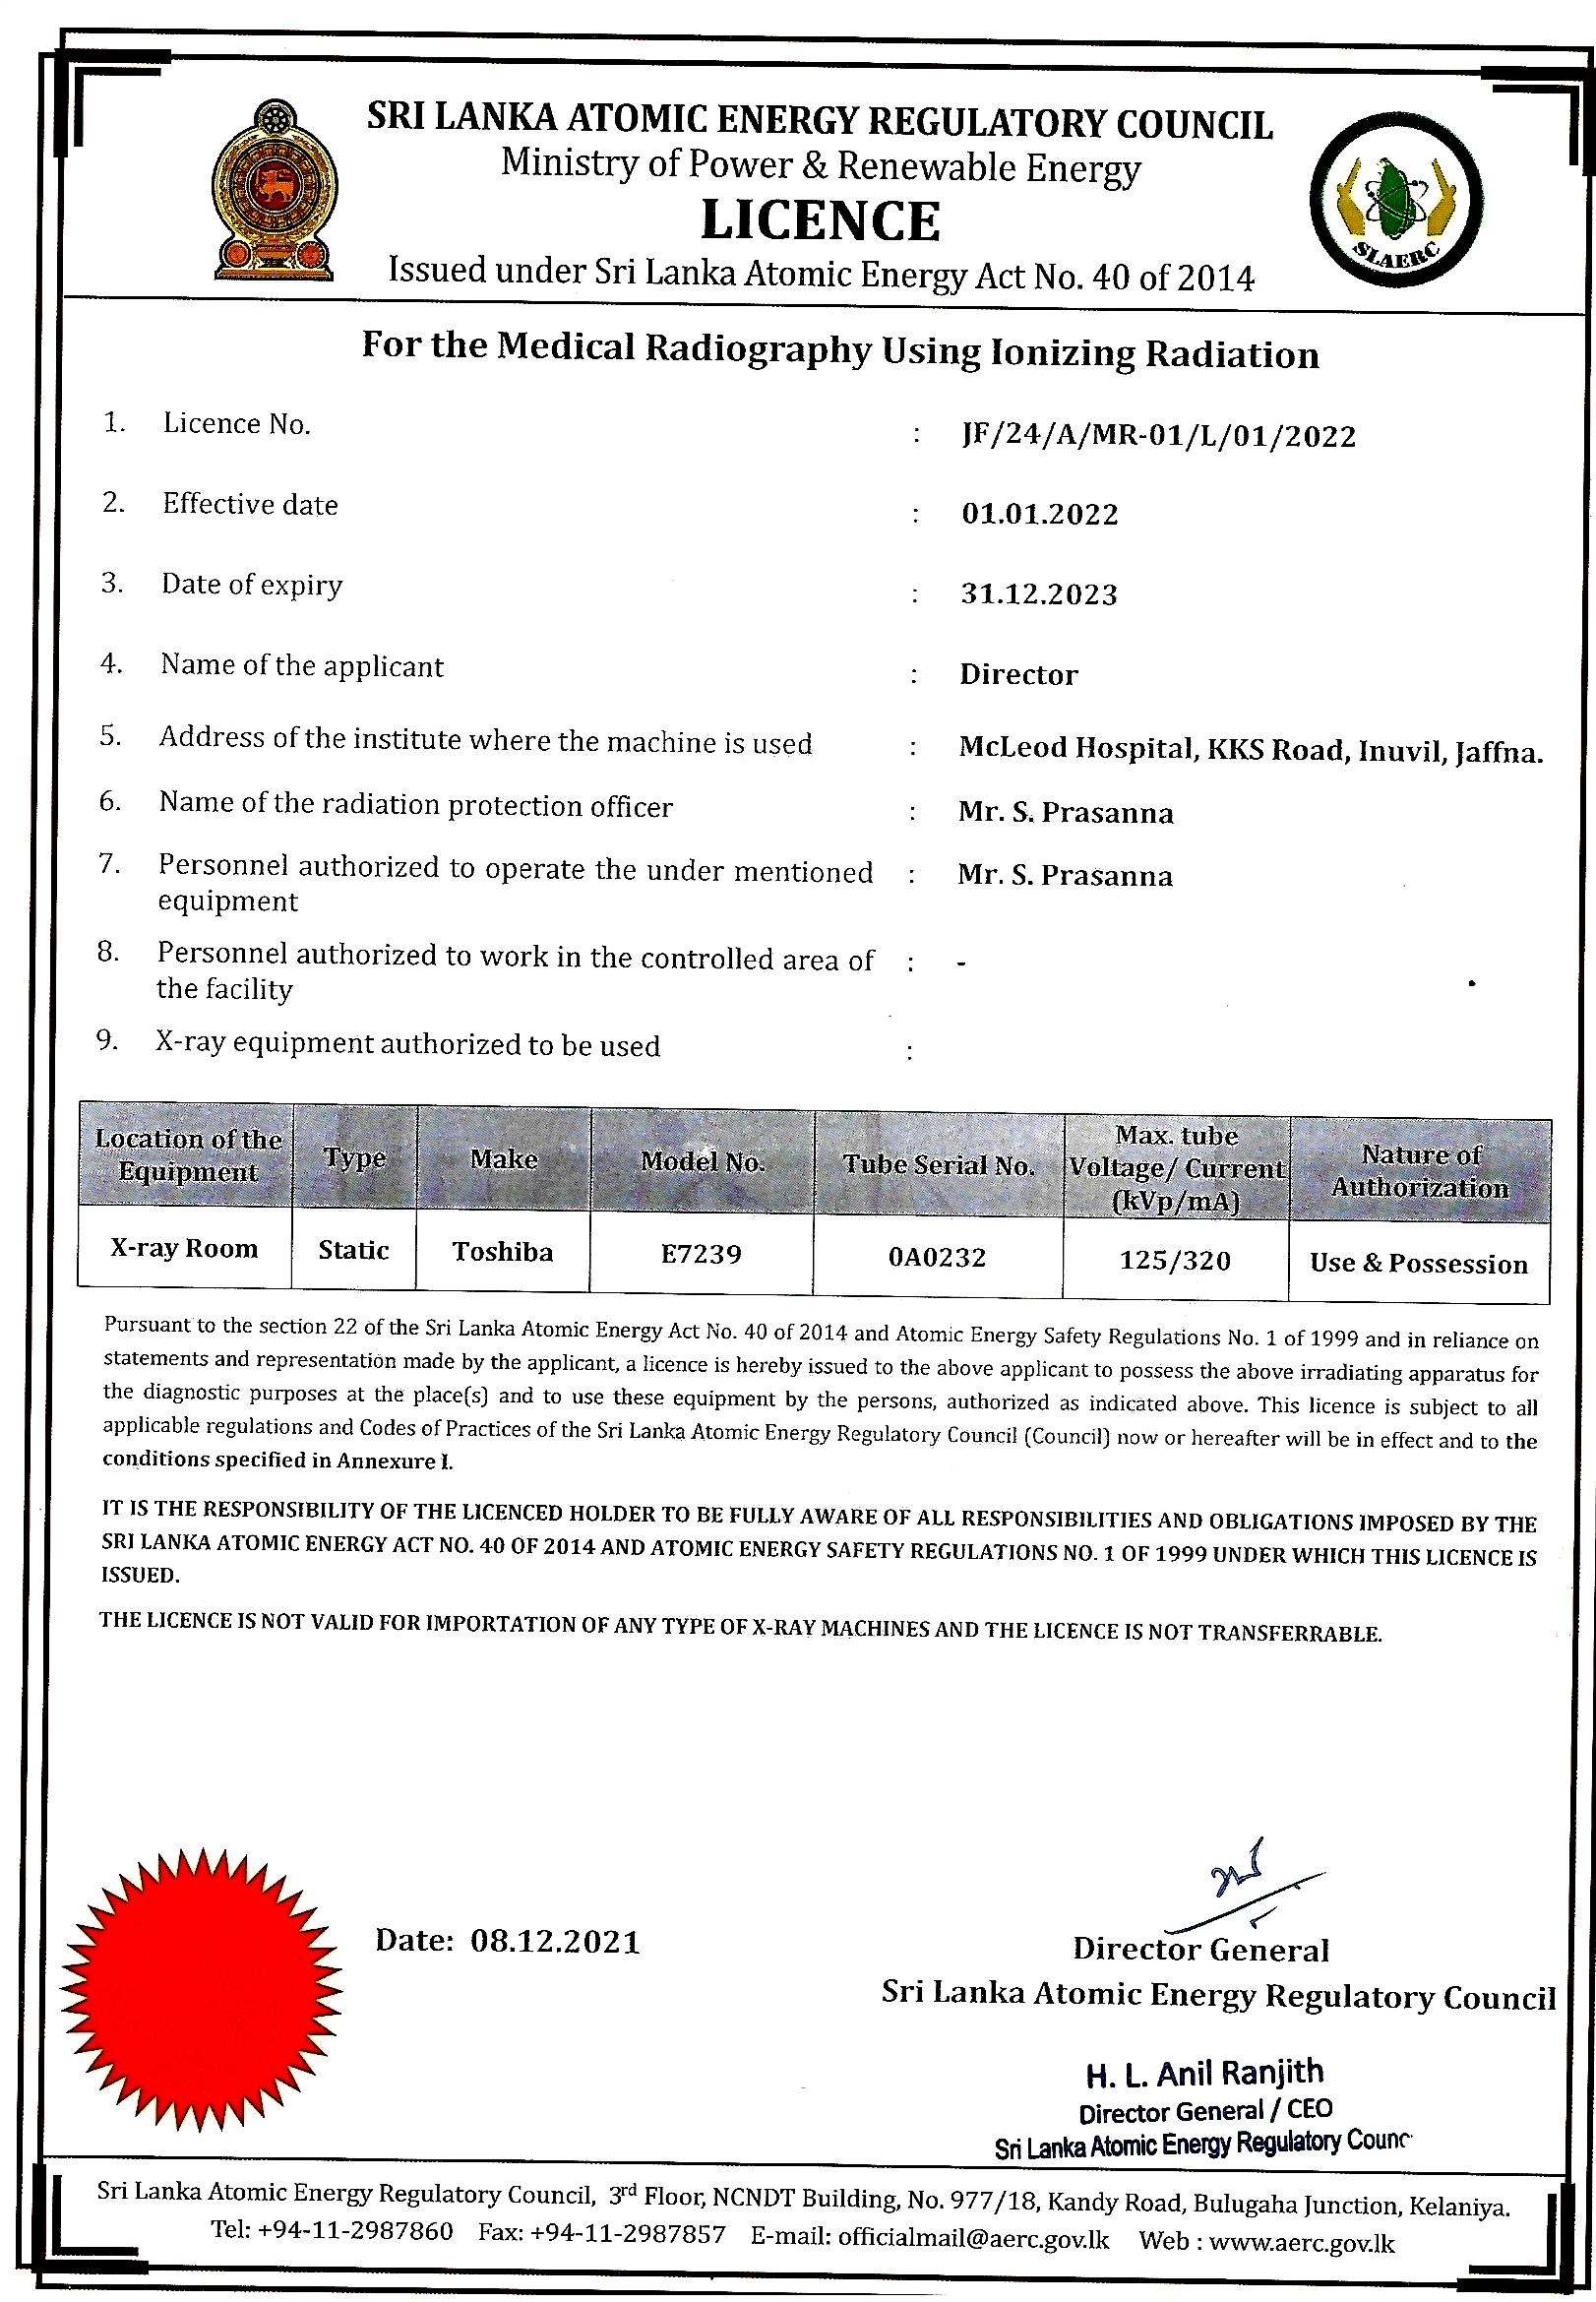 SRI LANKA ATOMIC ENERGY REGULATORY COUNCIL
Ministry of Power & Renewable Energy
LICENCE
Issued under Sri Lanka Atomic Energy Act No. 40 of 2014
SLAERC
For the Medical Radiography Using Ionizing Radiation
1. Licence No. : JF/24/A/MR-01/L/01/2022
2. Effective date : 01.01.2022
3. Date of expiry : 31.12.2023
4. Name of the applicant : Director
5. Address of the institute where the machine is used : McLeod Hospital, KKS Road, Inuvil, Jaffna.
6. Name of the radiation protection officer : Mr. S. Prasanna
7. Personnel authorized to operate the under mentioned : Mr. S. Prasanna
equipment
8. Personnel authorized to work in the controlled area of : -
the facility
9. X-ray equipment authorized to be used :
Location of the Equipment Type Make Model No. Tube Serial No. Max. tube Voltage/ Current (kVp/mA) Nature of Authorization
X-ray Room Static Toshiba E7239 0A0232 125/320 Use & Possession
Pursuant to the section 22 of the Sri Lanka Atomic Energy Act No. 40 of 2014 and Atomic Energy Safety Regulations No. 1 of 1999 and in reliance on
statements and representation made by the applicant, a licence is hereby issued to the above applicant to possess the above irradiating apparatus for
the diagnostic purposes at the place(s) and to use these equipment by the persons, authorized as indicated above. This licence is subject to all
applicable regulations and Codes of Practices of the Sri Lanka Atomic Energy Regulatory Council (Council) now or hereafter will be in effect and to the
conditions specified in Annexure I.
IT IS THE RESPONSIBILITY OF THE LICENCED HOLDER TO BE FULLY AWARE OF ALL RESPONSIBILITIES AND OBLIGATIONS IMPOSED BY THE
SRI LANKA ATOMIC ENERGY ACT NO. 40 OF 2014 AND ATOMIC ENERGY SAFETY REGULATIONS NO. 1 OF 1999 UNDER WHICH THIS LICENCE IS
ISSUED.
THE LICENCE IS NOT VALID FOR IMPORTATION OF ANY TYPE OF X-RAY MACHINES AND THE LICENCE IS NOT TRANSFERRABLE.
Date: 08.12.2021
Director General
Sri Lanka Atomic Energy Regulatory Council
H. L. Anil Ranjith
Director General / CEO
Sri Lanka Atomic Energy Regulatory Counc
Sri Lanka Atomic Energy Regulatory Council, 3rd Floor, NCNDT Building, No. 977/18, Kandy Road, Bulugaha Junction, Kelaniya.
Tel: +94-11-2987860 Fax: +94-11-2987857 E-mail: officialmail@aerc.gov.lk Web : www.aerc.gov.lk